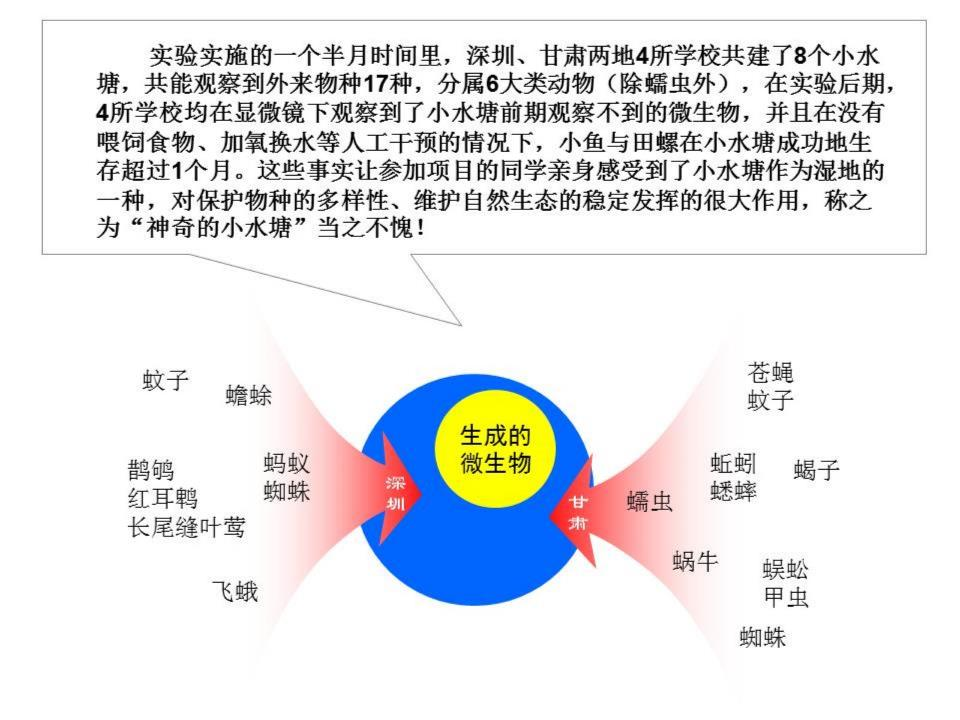 实验实施的一个半月时间里，深圳、甘肃两地4所学校共建了8个小水
塘，共能观察到外来物种17种，分属6大类动物（除蠕虫外），在实验后期，
4所学校均在显微镜下观察到了小水塘前期观察不到的微生物，并且在没有
喂饲食物、加氧换水等人工干预的情况下，小鱼与田螺在小水塘成功地生
存超过1个月。这些事实让参加项目的同学亲身感受到了小水塘作为湿地的
一种，对保护物种的多样性、维护自然生态的稳定发挥的很大作用，称之
为“神奇的小水塘”当之不愧！
蚊子
蟾蜍
鹊鸲
红耳鹎
长尾缝叶莺
蚂蚁
蜘蛛
飞蛾
深
圳
生成的
微生物
甘
肃
苍蝇
蚊子
蚯蚓
蟋蟀
蝎子
蠕虫
蜗牛
蜈蚣
甲虫
蜘蛛